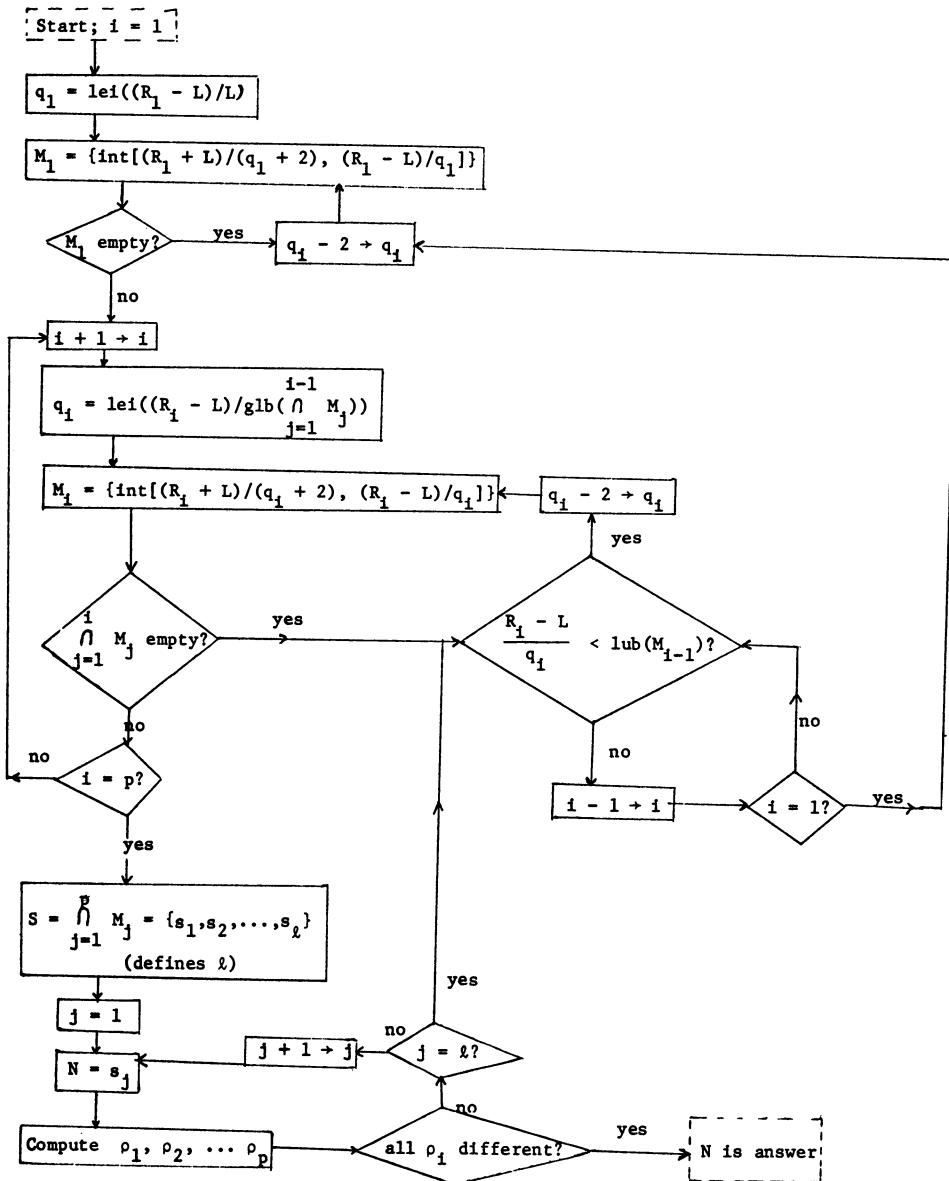 Start; i = 1
q₁ = lei((R₁ - L)/L)
M₁ = {int[(R₁ + L)/(q₁ + 2), (R₁ - L)/q₁]}
M₁ empty?
yes
qᵢ - 2 → qᵢ
no
i + 1 → i
i-1
qᵢ = lei((Rᵢ - L)/glb( ∩ Mⱼ))
j=1
Mᵢ = {int[(Rᵢ + L)/(qᵢ + 2), (Rᵢ - L)/qᵢ]}
qᵢ - 2 → qᵢ
yes
i
∩ Mⱼ empty?
j=1
yes
Rᵢ - L
qᵢ
< lub(Mᵢ₋₁)?
no
no
no
no
i = p?
i - 1 → i
i = 1?
yes
yes
p
S = ∩ Mⱼ = {s₁,s₂,...,s_ℓ}
j=1
(defines ℓ)
yes
j = 1
no
j + 1 → j
j = ℓ?
N = sⱼ
no
Compute ρ₁, ρ₂, ... ρₚ
all ρᵢ different?
yes
N is answer